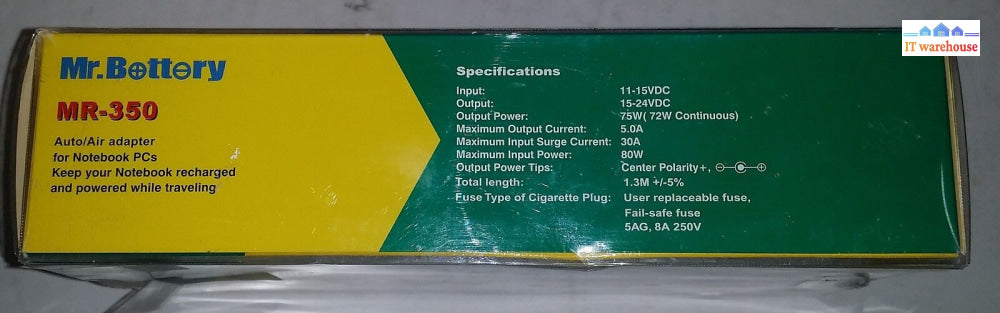 IT warehouse
Mr.Battery
MR-350
Auto/Air adapter
for Notebook PCs
Keep your Notebook recharged
and powered while traveling
Specifications
Input: 11-15VDC
Output: 15-24VDC
Output Power: 75W( 72W Continuous)
Maximum Output Current: 5.0A
Maximum Input Surge Current: 30A
Maximum Input Power: 80W
Output Power Tips: Center Polarity+,
Total length: 1.3M +/-5%
Fuse Type of Cigarette Plug: User replaceable fuse,
Fail-safe fuse
5AG, 8A 250V